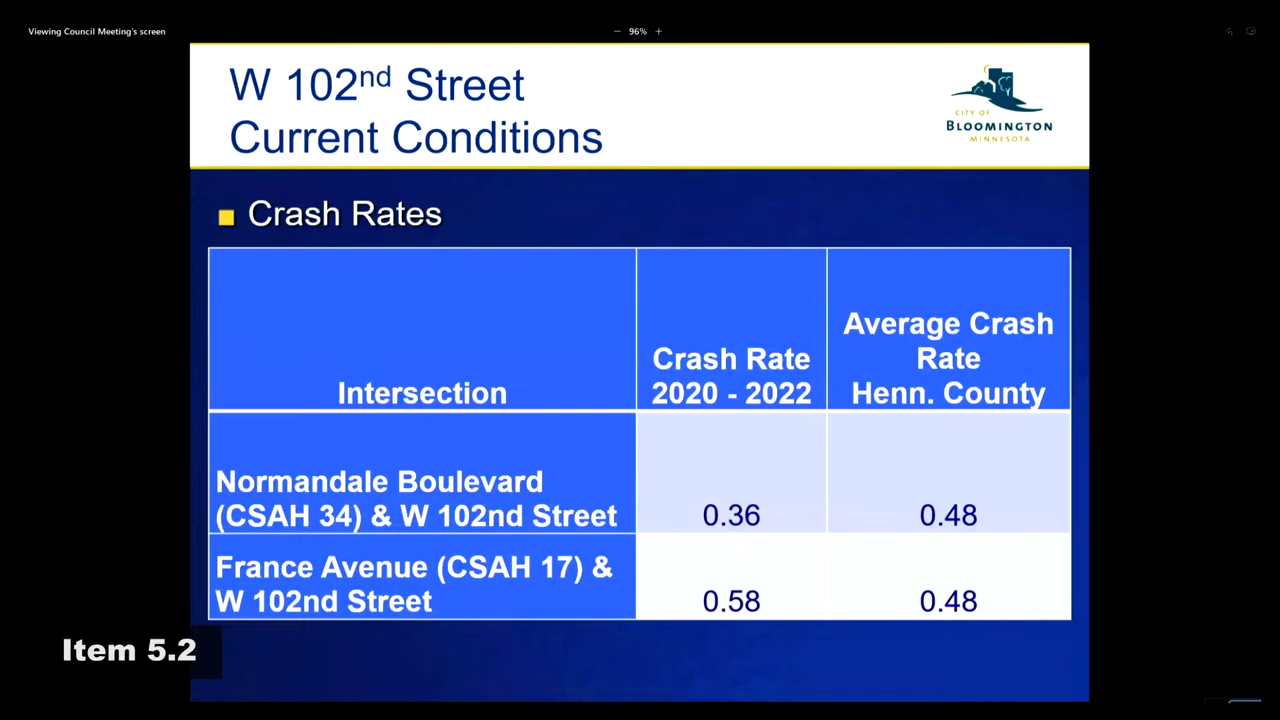 Viewing Council Meeting's screen
− 96% +
W 102nd Street
Current Conditions
CITY OF
BLOOMINGTON
MINNESOTA
Crash Rates
Intersection
Crash Rate
2020 - 2022
Average Crash
Rate
Henn. County
Normandale Boulevard
(CSAH 34) & W 102nd Street
0.36
0.48
France Avenue (CSAH 17) &
W 102nd Street
0.58
0.48
Item 5.2